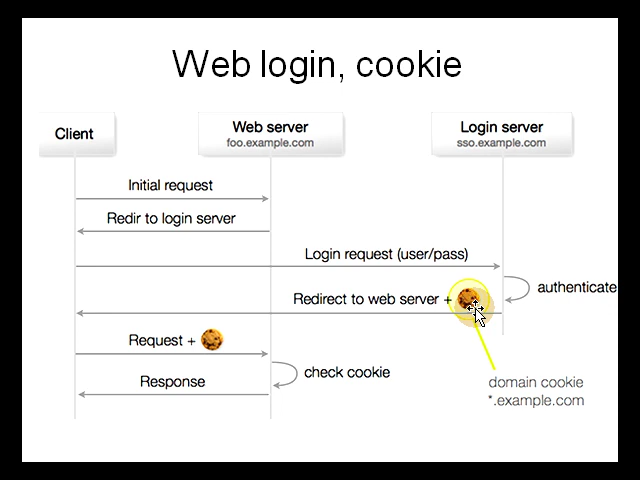 Web login, cookie
Client
Web server
foo.example.com
Login server
sso.example.com
Initial request
Redir to login server
Login request (user/pass)
authenticate
Redirect to web server +
Request +
check cookie
Response
domain cookie
*.example.com